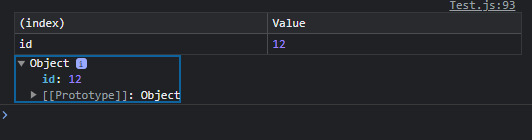 Test.js:93
(index) Value
id 12
▼ Object i
id: 12
▶ [[Prototype]]: Object
>